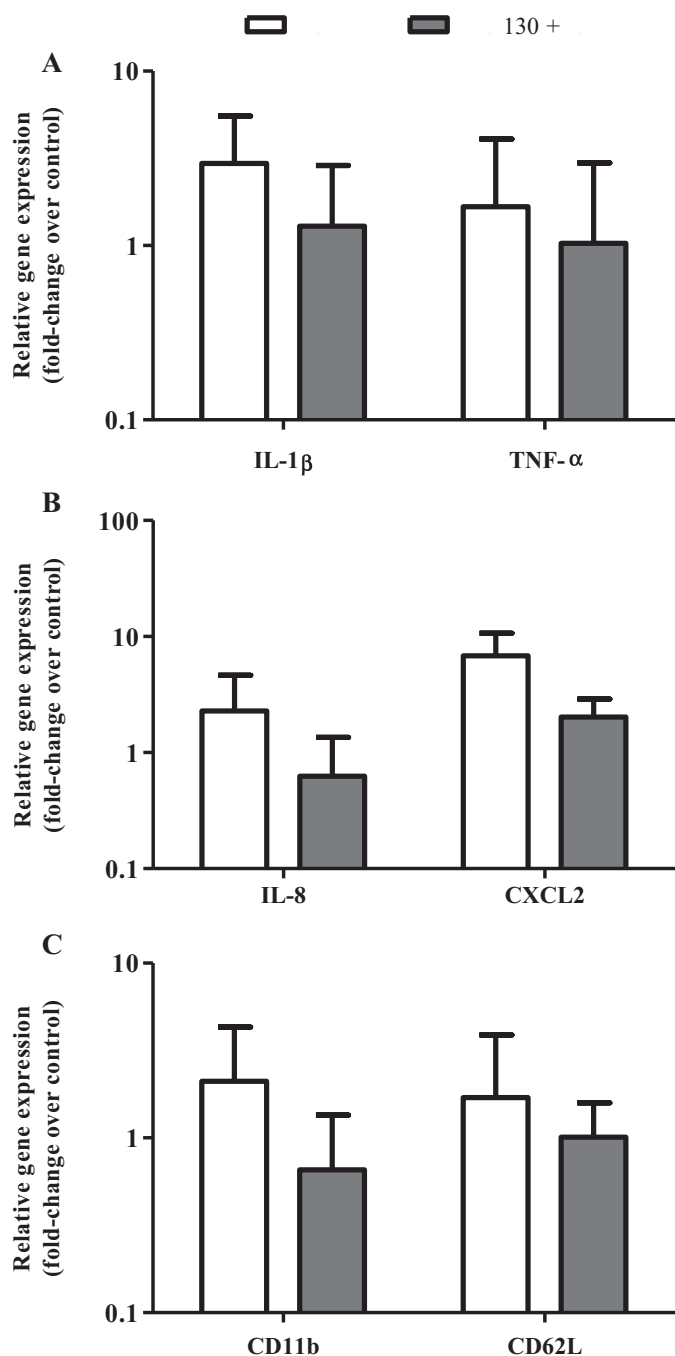 130 +
A
Relative gene expression
(fold-change over control)
10
1
0.1
IL-1β
TNF-α
B
Relative gene expression
(fold-change over control)
100
10
1
0.1
IL-8
CXCL2
C
Relative gene expression
(fold-change over control)
10
1
0.1
CD11b
CD62L